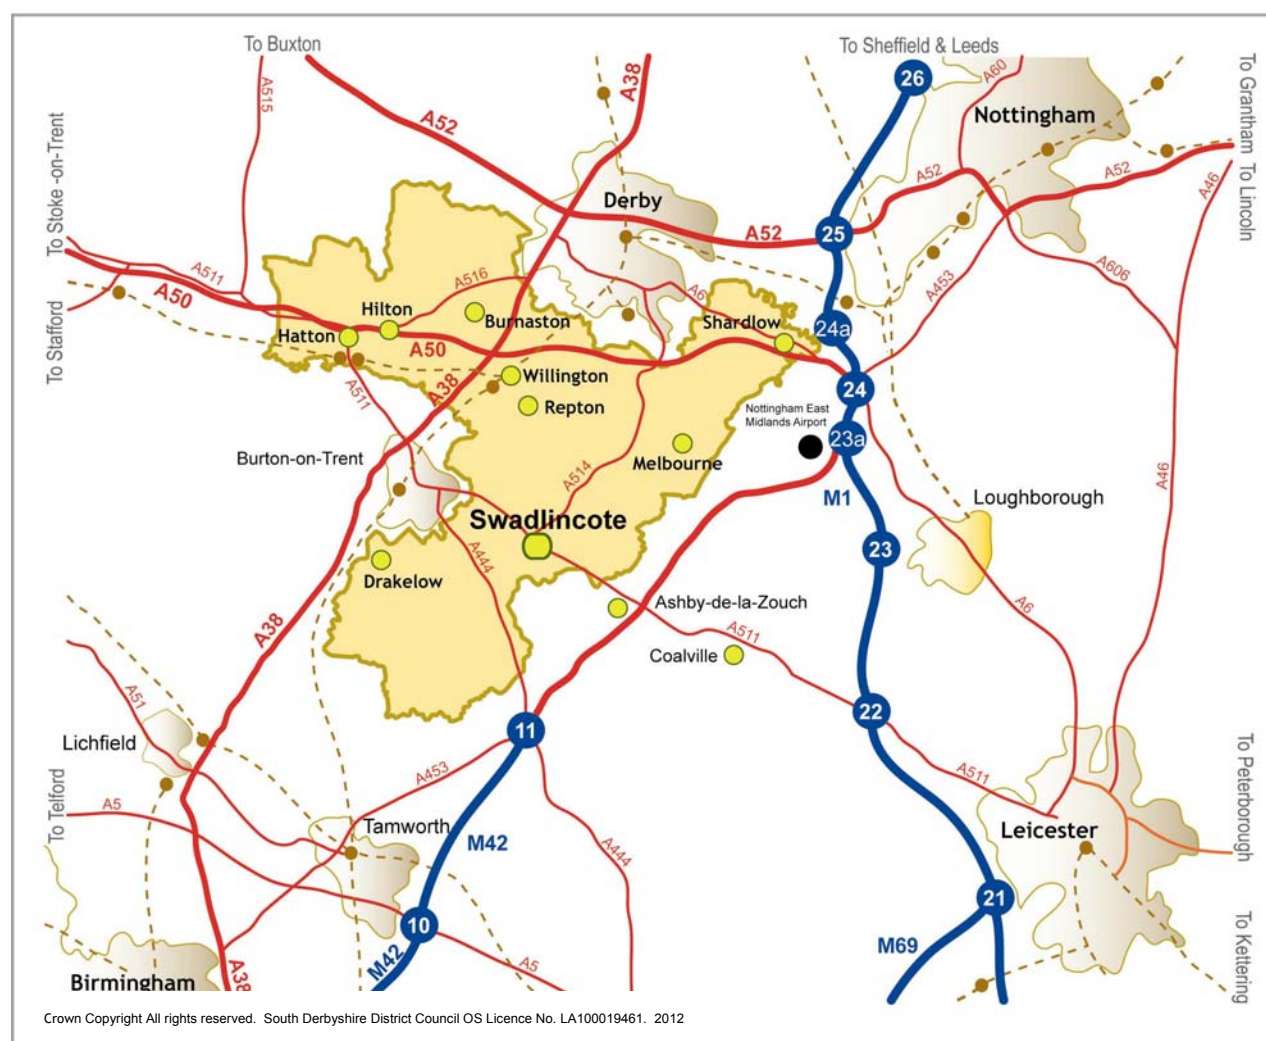 To Buxton
To Sheffield & Leeds
A38
A60
26
A515
To Grantham
A52
Nottingham
To Stoke -on-Trent
A52
A52
A46
To Lincoln
Derby
25
A52
A511
A516
A6
A606
A453
A50
To Stafford
Hilton
Burnaston
Shardlow
24a
Hatton
A50
Willington
24
A38
A511
Repton
Nottingham East
Midlands Airport
23a
Burton-on-Trent
Melbourne
A514
A46
M1
Loughborough
Swadlincote
23
A444
Drakelow
Ashby-de-la-Zouch
A6
A38
A511
Coalville
A51
22
11
Lichfield
To Telford
A453
A511
To Peterborough
A5
Tamworth
M42
A444
Leicester
21
10
M69
To Kettering
M42
A5
A38
Birmingham
Crown Copyright All rights reserved. South Derbyshire District Council OS Licence No. LA100019461. 2012